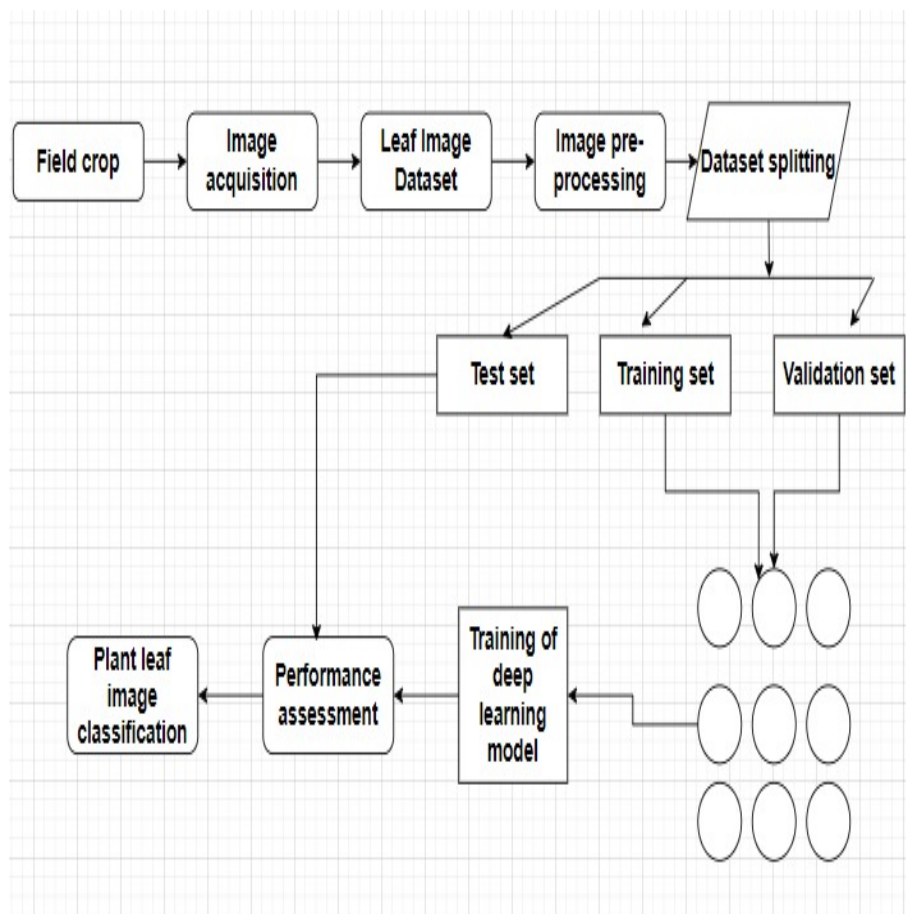 Field crop
Image
acquisition
Leaf Image
Dataset
Image pre-
processing
Dataset splitting
Test set
Training set
Validation set
Plant leaf
image
classification
Performance
assessment
Training of
deep
learning
model